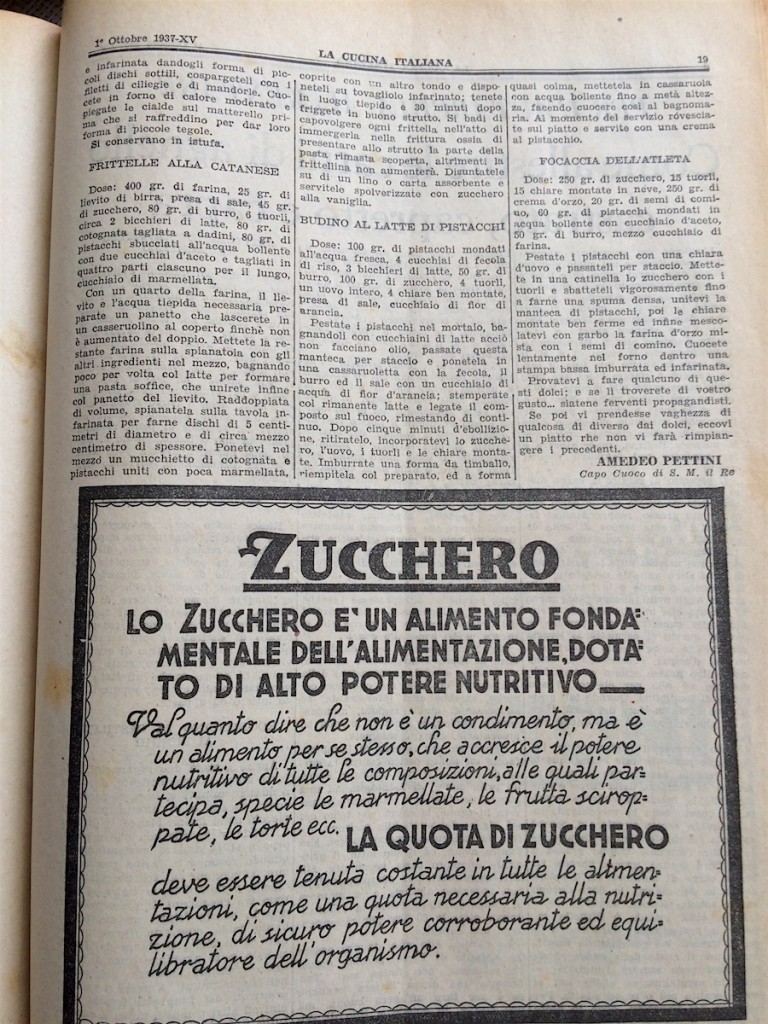 1° Ottobre 1937-XV
LA CUCINA ITALIANA
19
e infarinata dandogli forma di pic-
coli dischi sottili, cospargeteli con i
filetti di ciliegie e di mandorle. Cuo-
cete in forno di calore moderato e
piegate le cialde sul matterello pri-
ma che si raffreddino per dar loro
forma di piccole tegole.
Si conservano in istufa.
FRITTELLE ALLA CATANESE
Dose: 400 gr. di farina, 25 gr. di
lievito di birra, presa di sale, 45 gr.
di zucchero, 80 gr. di burro, 6 tuorli,
circa 2 bicchieri di latte, 80 gr. di
cotognata tagliata a dadini, 80 gr. di
pistacchi sbucciati all'acqua bollente
con due cucchiai d'aceto e tagliati in
quattro parti ciascuno per il lungo,
cucchiaio di marmellata.
Con un quarto della farina, il lie-
vito e l'acqua tiepida necessaria pre-
parate un panetto che lascerete in
un casseruolino al coperto finchè non
è aumentato del doppio. Mettete la re-
stante farina sulla spianatoia con gli
altri ingredienti nel mezzo, bagnando
poco per volta col latte per formare
una pasta soffice, che unirete infine
col panetto del lievito. Raddoppiata
di volume, spianatela sulla tavola in-
farinata per farne dischi di 5 centi-
metri di diametro e di circa mezzo
centimetro di spessore. Ponetevi nel
mezzo un mucchietto di cotognata e
pistacchi uniti con poca marmellata,
coprite con un altro tondo e dispo-
neteli su tovagliolo infarinato; tenete
in luogo tiepido e 30 minuti dopo
friggete in buono strutto. Si badi di
capovolgere ogni frittella nell'atto di
immergerla nella frittura ossia di
presentare allo strutto la parte della
pasta rimasta scoperta, altrimenti la
frittellina non aumenterà. Disuntatele
su di un lino o carta assorbente e
servitele spolverizzate con zucchero
alla vaniglia.
BUDINO AL LATTE DI PISTACCHI
Dose: 100 gr. di pistacchi mondati
all'acqua fresca, 4 cucchiai di fecola
di riso, 3 bicchieri di latte, 50 gr. di
burro, 100 gr. di zucchero, 4 tuorli,
un uovo intero, 4 chiare ben montate,
presa di sale, cucchiaio di fior di
arancia.
Pestate i pistacchi nel mortaio, ba-
gnandoli con cucchiaini di latte acciò
non facciano olio, passate questa
manteca per staccio e ponetela in
una cassaruoletta con la fecola, il
burro ed il sale con un cucchiaio di
acqua di fior d'arancia; stemperate
col rimanente latte e legate il com-
posto sul fuoco, rimestando di conti-
nuo. Dopo cinque minuti d'ebollizio-
ne, ritiratelo, incorporatevi lo zucche-
ro, l'uovo, i tuorli e le chiare monta-
te. Imburrate una forma da timballo,
riempitela col preparato, ed a forma
quasi colma, mettetela in cassaruola
con acqua bollente fino a metà altez-
za, facendo cuocere così al bagnoma-
ria. Al momento del servizio rovescia-
te sul piatto e servite con una crema
al pistacchio.
FOCACCIA DELL'ATLETA
Dose: 250 gr. di zucchero, 15 tuorli,
15 chiare montate in neve, 250 gr. di
crema d'orzo, 20 gr. di semi di comi-
no, 60 gr. di pistacchi mondati in
acqua bollente con cucchiaio d'aceto,
50 gr. di burro, mezzo cucchiaio di
farina.
Pestate i pistacchi con una chiara
d'uovo e passateli per staccio. Mette-
te in una catinella lo zucchero con i
tuorli e sbatteteli vigorosamente fino
a farne una spuma densa, unitevi la
manteca di pistacchi, poi le chiare
montate ben ferme ed infine mesco-
latevi con garbo la farina d'orzo mi-
sta con i semi di comino. Cuocete
lentamente nel forno dentro una
stampa bassa imburrata ed infarinata.
Provatevi a fare qualcuno di que-
sti dolci; e se li troverete di vostro
gusto... siatene ferventi propagandisti.
Se poi vi prendesse vaghezza di
qualcosa di diverso dai dolci, eccovi
un piatto che non vi farà rimpian-
gere i precedenti.
AMEDEO PETTINI
Capo Cuoco di S. M. il Re
ZUCCHERO
LO ZUCCHERO E' UN ALIMENTO FONDA=
MENTALE DELL'ALIMENTAZIONE, DOTA=
TO DI ALTO POTERE NUTRITIVO
Val quanto dire che non è un condimento, ma è
un alimento per se stesso, che accresce il potere
nutritivo di tutte le composizioni, alle quali par=
tecipa, specie le marmellate, le frutta scirop=
pate, le torte ecc. LA QUOTA DI ZUCCHERO
deve essere tenuta costante in tutte le alimen=
tazioni, come una quota necessaria alla nutri=
zione, di sicuro potere corroborante ed equi=
libratore dell'organismo.